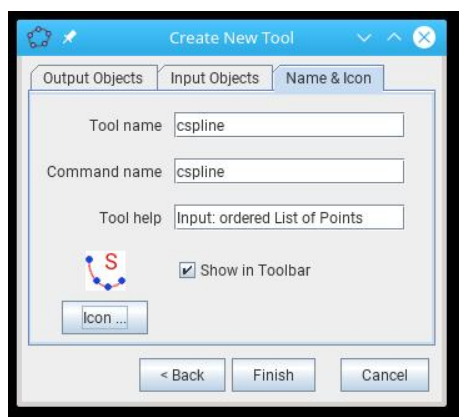 Create New Tool
Output Objects Input Objects Name & Icon
Tool name cspline
Command name cspline
Tool help Input: ordered List of Points
S
Show in Toolbar
Icon ...
< Back Finish Cancel